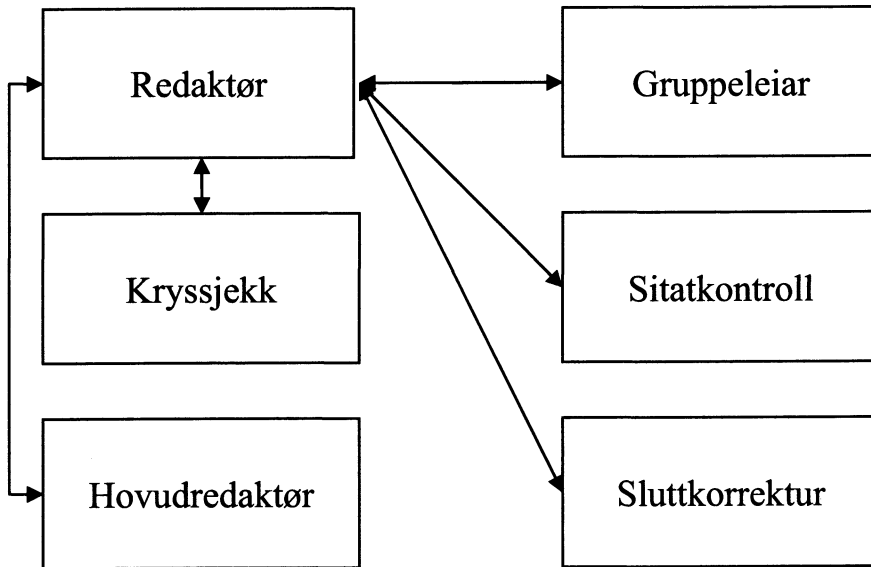 Redaktør
Gruppeleiar
Kryssjekk
Sitatkontroll
Hovudredaktør
Sluttkorrektur